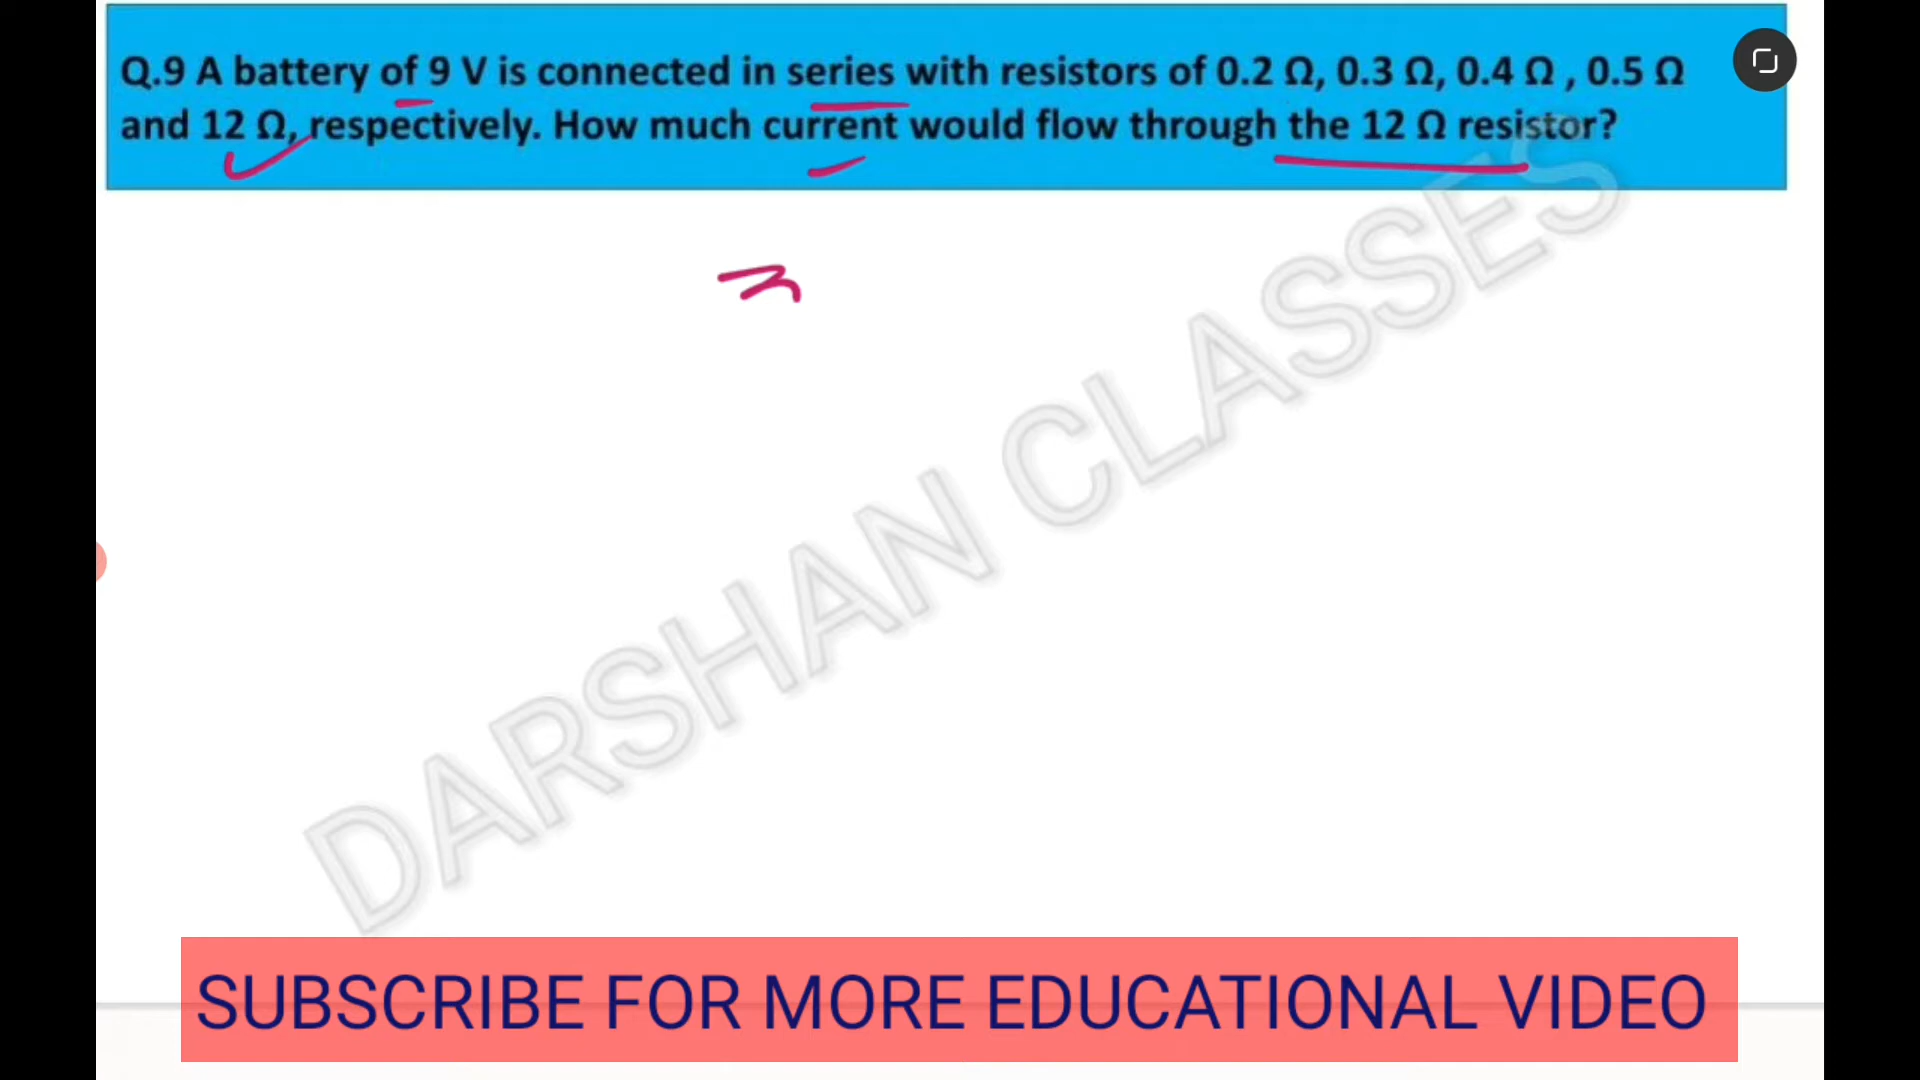 Q.9 A battery of 9 V is connected in series with resistors of 0.2 Ω, 0.3 Ω, 0.4 Ω , 0.5 Ω
and 12 Ω, respectively. How much current would flow through the 12 Ω resistor?
DARSHAN CLASSES
SUBSCRIBE FOR MORE EDUCATIONAL VIDEO